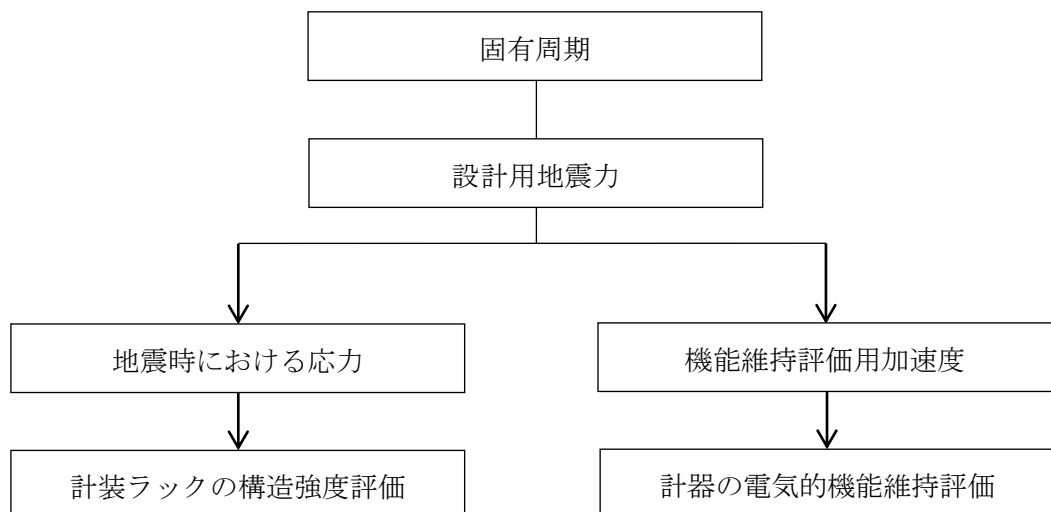 固有周期
設計用地震力
地震時における応力
機能維持評価用加速度
計装ラックの構造強度評価
計器の電気的機能維持評価